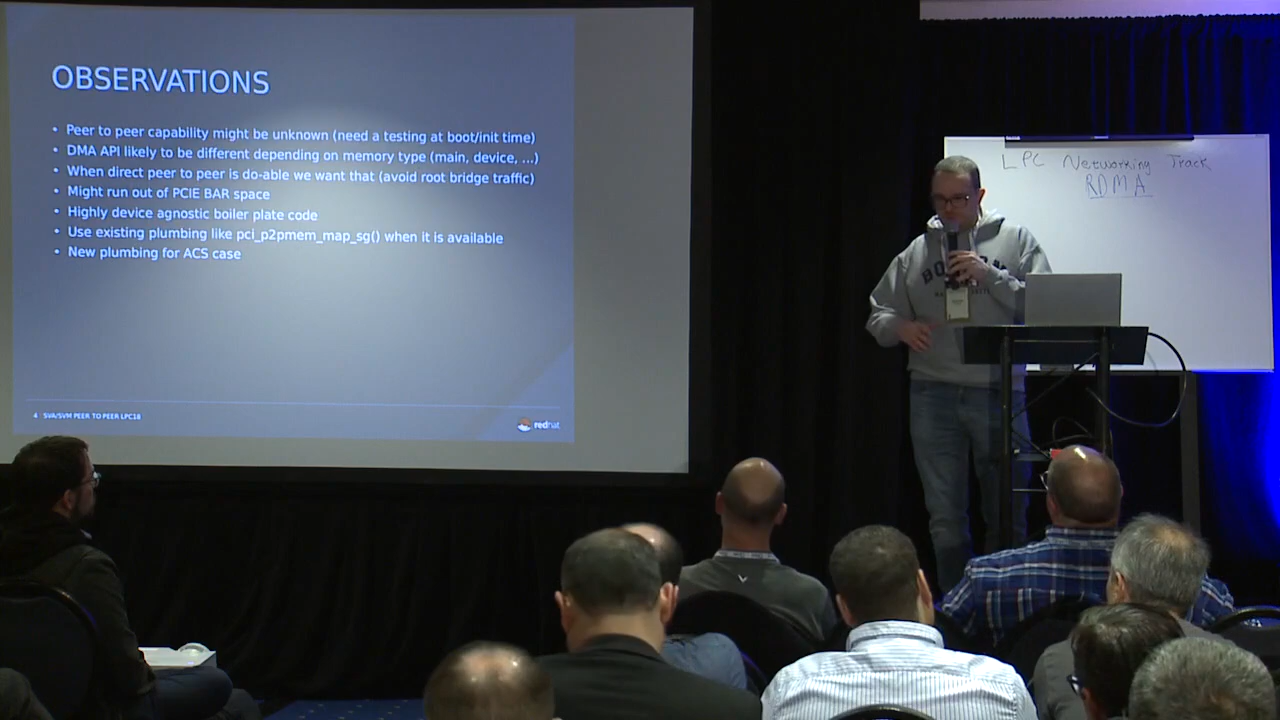 OBSERVATIONS
• Peer to peer capability might be unknown (need a testing at boot/init time)
• DMA API likely to be different depending on memory type (main, device, ...)
• When direct peer to peer is do-able we want that (avoid root bridge traffic)
• Might run out of PCIE BAR space
• Highly device agnostic boiler plate code
• Use existing plumbing like pci_p2pmem_map_sg() when it is available
• New plumbing for ACS case
4 SVA/SVM PEER TO PEER LPC18
redhat
LPC Networking Track
RDMA